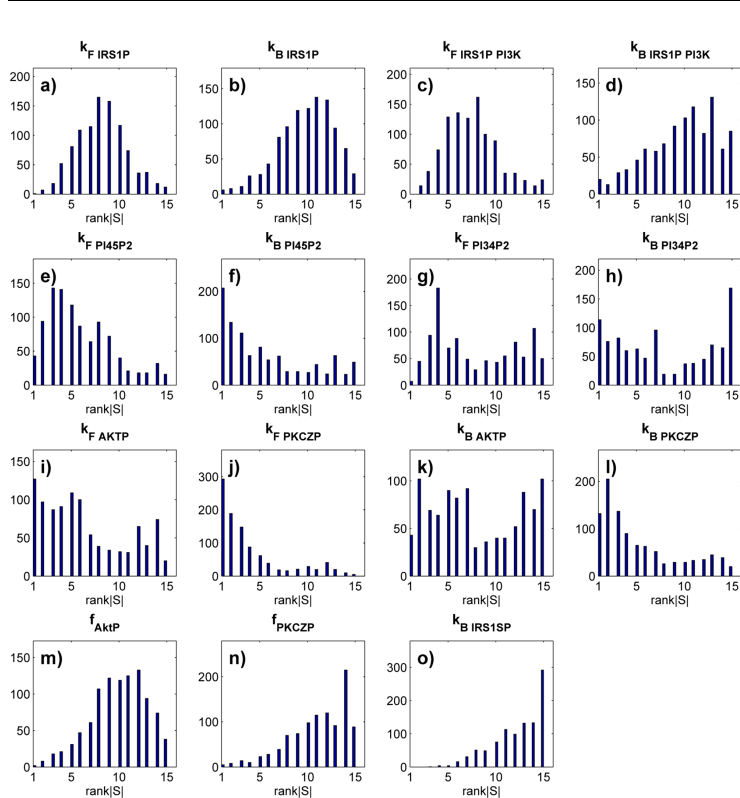 k_F IRS1P k_B IRS1P k_F IRS1P PI3K k_B IRS1P PI3K
a) b) c) d)
200 150 100 50 0
150 100 50 0
200 150 100 50 0
150 100 50 0
1 5 10 15 1 5 10 15 1 5 10 15 1 5 10 15
rank|S| rank|S| rank|S| rank|S|
k_F PI45P2 k_B PI45P2 k_F PI34P2 k_B PI34P2
e) f) g) h)
150 100 50 0
200 100 0
200 150 100 50 0
200 150 100 50 0
1 5 10 15 1 5 10 15 1 5 10 15 1 5 10 15
rank|S| rank|S| rank|S| rank|S|
k_F AKTP k_F PKCZP k_B AKTP k_B PKCZP
i) j) k) l)
150 100 50 0
300 200 100 0
100 50 0
200 100 0
1 5 10 15 1 5 10 15 1 5 10 15 1 5 10 15
rank|S| rank|S| rank|S| rank|S|
f_AktP f_PKCZP k_B IRS1SP
m) n) o)
150 100 50 0
300 200 100 0
300 200 100 0
1 5 10 15 1 5 10 15 1 5 10 15
rank|S| rank|S| rank|S|